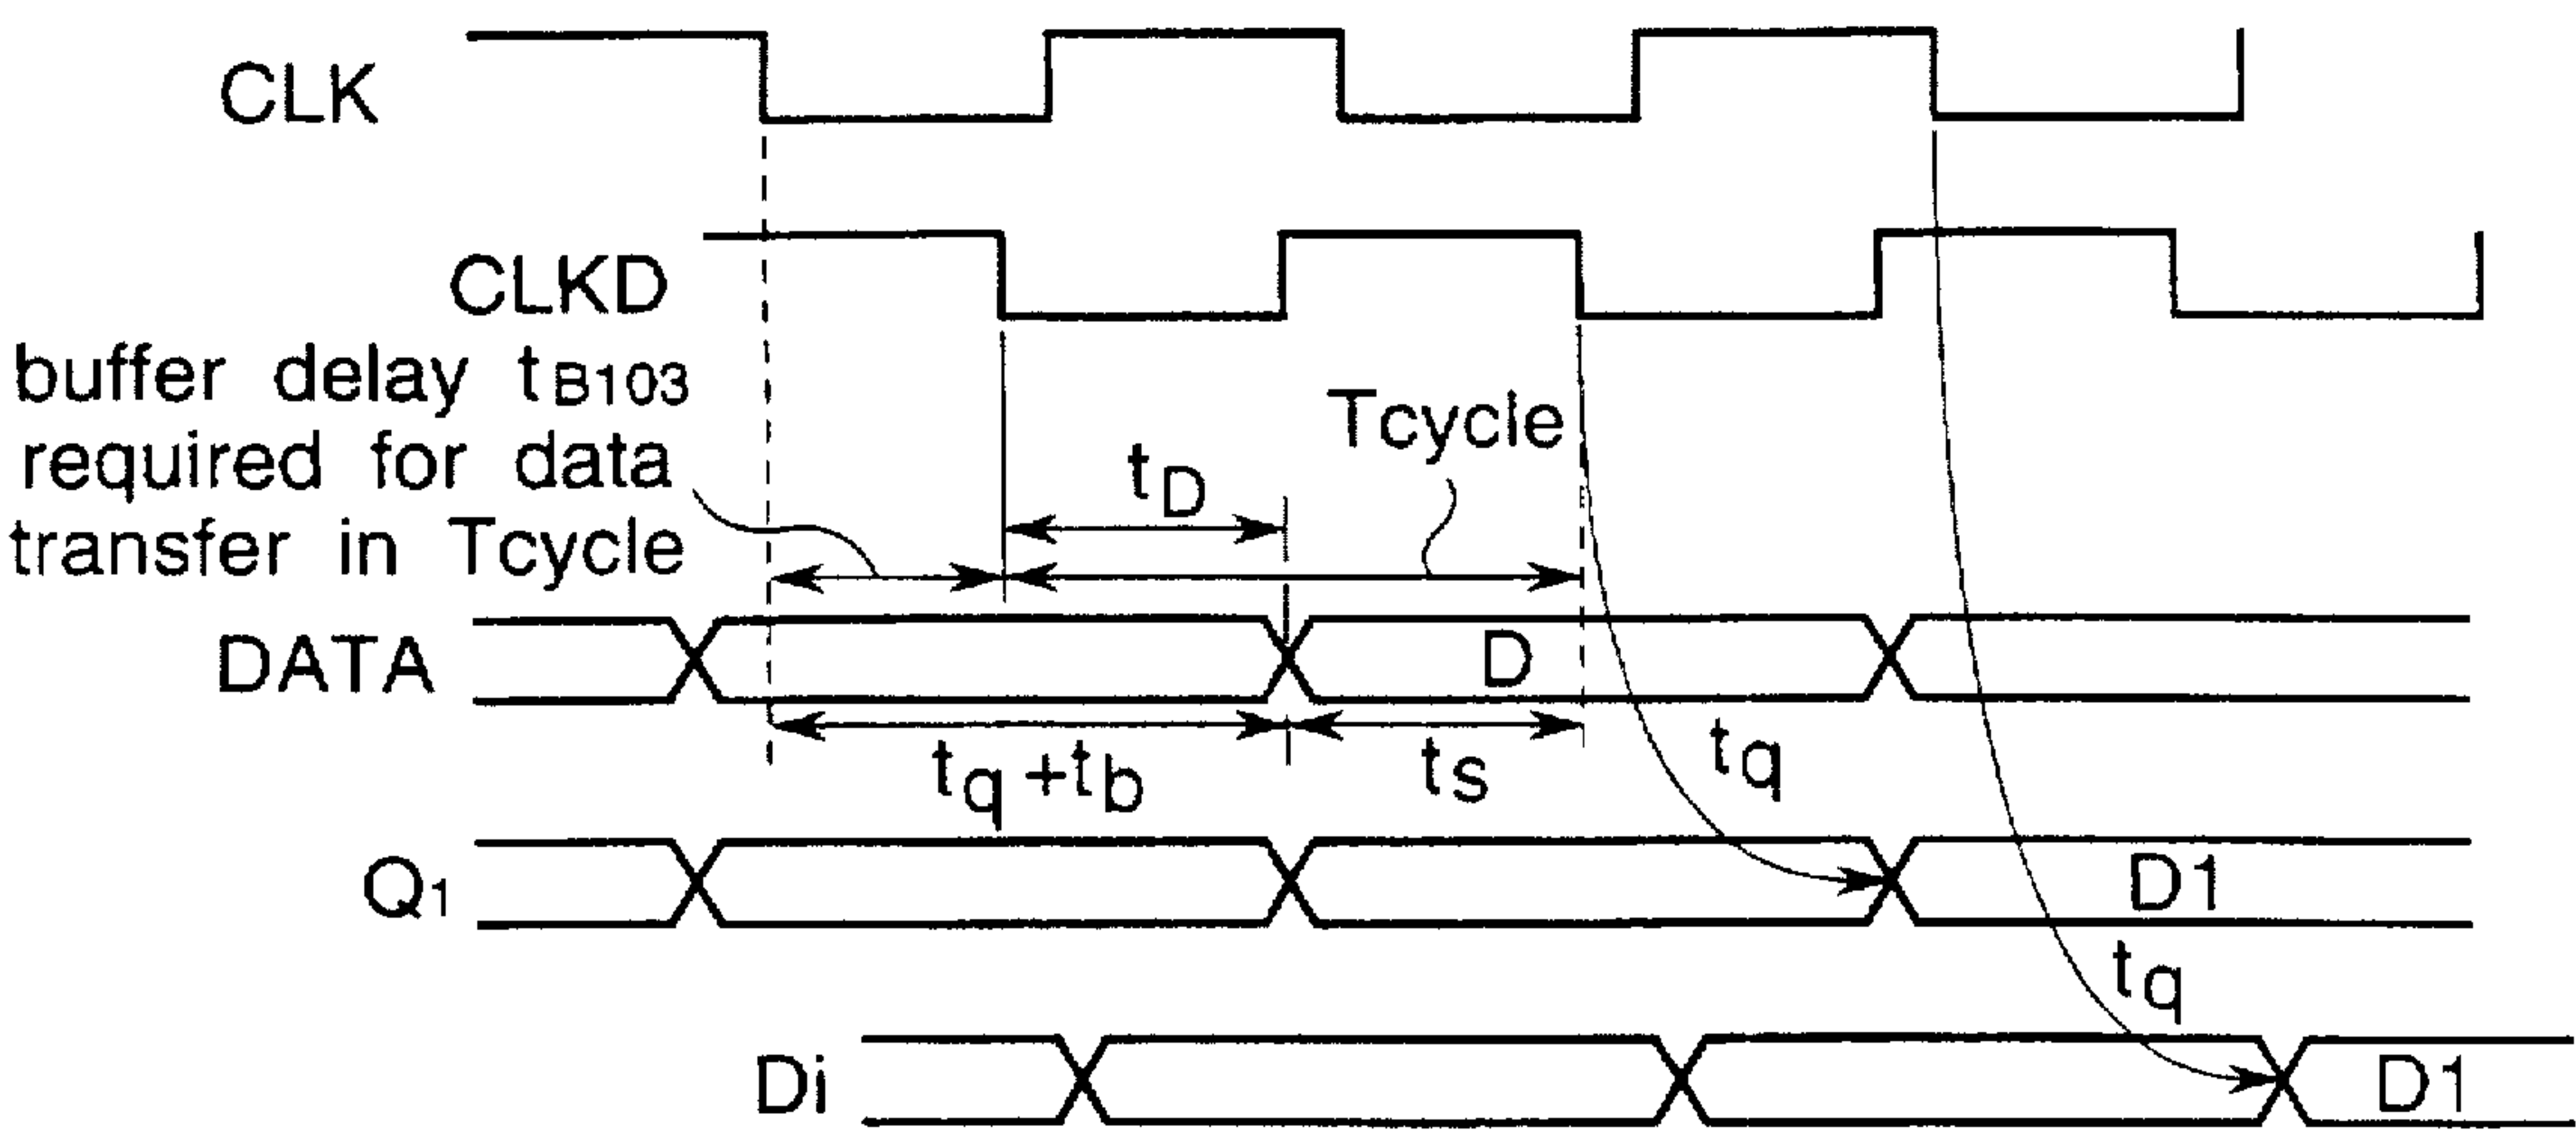 CLK
CLKD
buffer delay tB103
required for data
transfer in Tcycle
Tcycle
tD
DATA
D
tq+tb
ts
tq
Q1
D1
tq
Di
D1